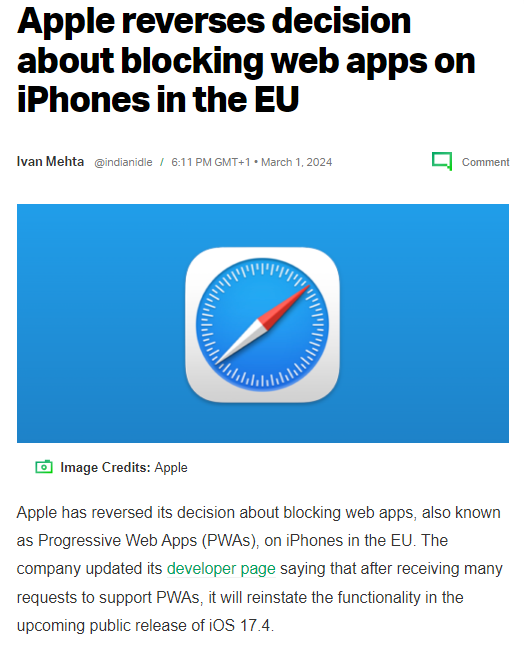 Apple reverses decision
about blocking web apps on
iPhones in the EU
Ivan Mehta @indianidle / 6:11 PM GMT+1 • March 1, 2024 Comment
Image Credits: Apple
Apple has reversed its decision about blocking web apps, also known
as Progressive Web Apps (PWAs), on iPhones in the EU. The
company updated its developer page saying that after receiving many
requests to support PWAs, it will reinstate the functionality in the
upcoming public release of iOS 17.4.